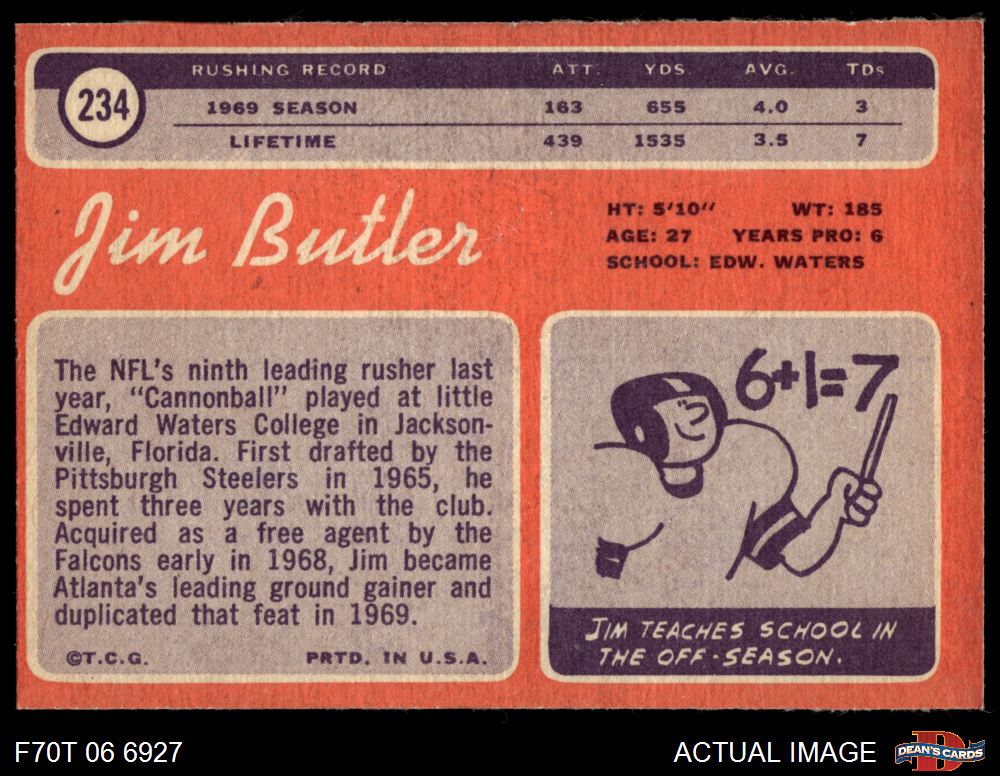 234
RUSHING RECORD ATT. YDS. AVG. TDs
1969 SEASON 163 655 4.0 3
LIFETIME 439 1535 3.5 7
Jim Butler
HT: 5'10" WT: 185
AGE: 27 YEARS PRO: 6
SCHOOL: EDW. WATERS
The NFL's ninth leading rusher last
year, "Cannonball" played at little
Edward Waters College in Jackson-
ville, Florida. First drafted by the
Pittsburgh Steelers in 1965, he
spent three years with the club.
Acquired as a free agent by the
Falcons early in 1968, Jim became
Atlanta's leading ground gainer and
duplicated that feat in 1969.
©T.C.G. PRTD. IN U.S.A.
6+1=7
JIM TEACHES SCHOOL IN
THE OFF-SEASON.
F70T 06 6927
ACTUAL IMAGE
D
DEAN'S CARDS